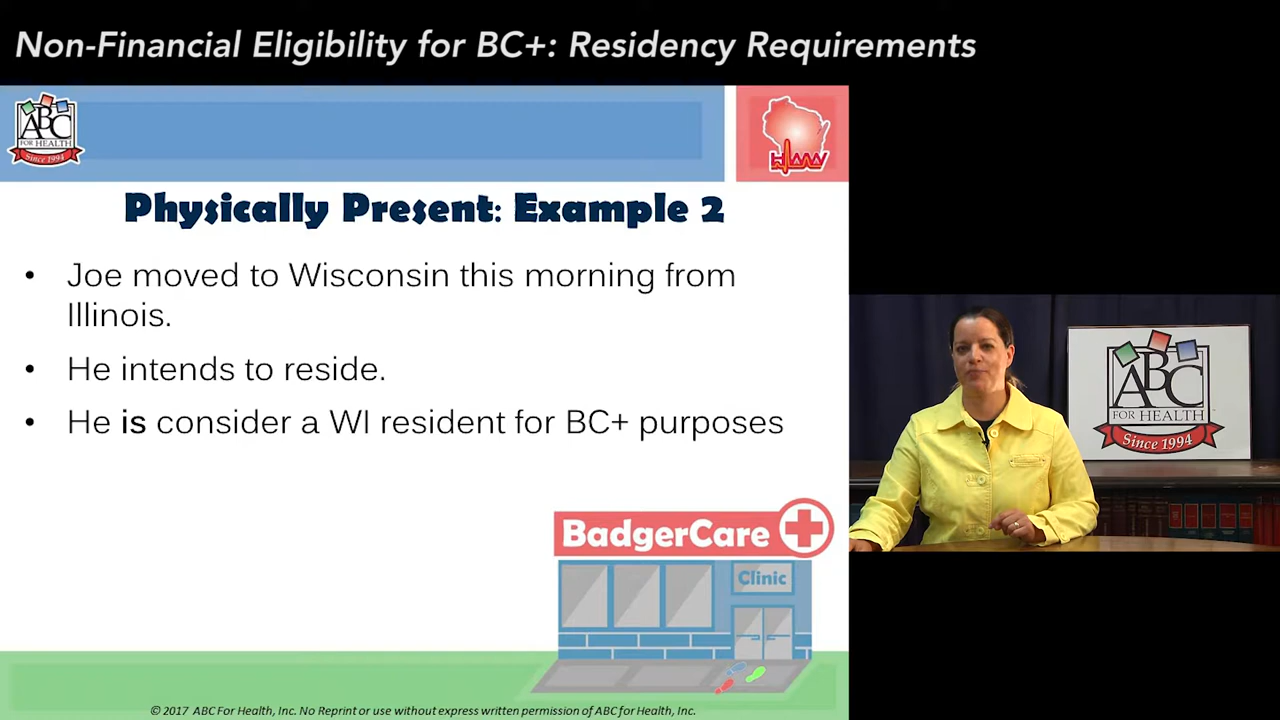 Non-Financial Eligibility for BC+: Residency Requirements
ABC
FOR HEALTH
Since 1994
HAWW
Physically Present: Example 2
• Joe moved to Wisconsin this morning from
Illinois.
• He intends to reside.
• He is consider a WI resident for BC+ purposes
ABC
FOR HEALTH
Since 1994
BadgerCare
Clinic
© 2017 ABC For Health, Inc. No Reprint or use without express written permission of ABC for Health, Inc.